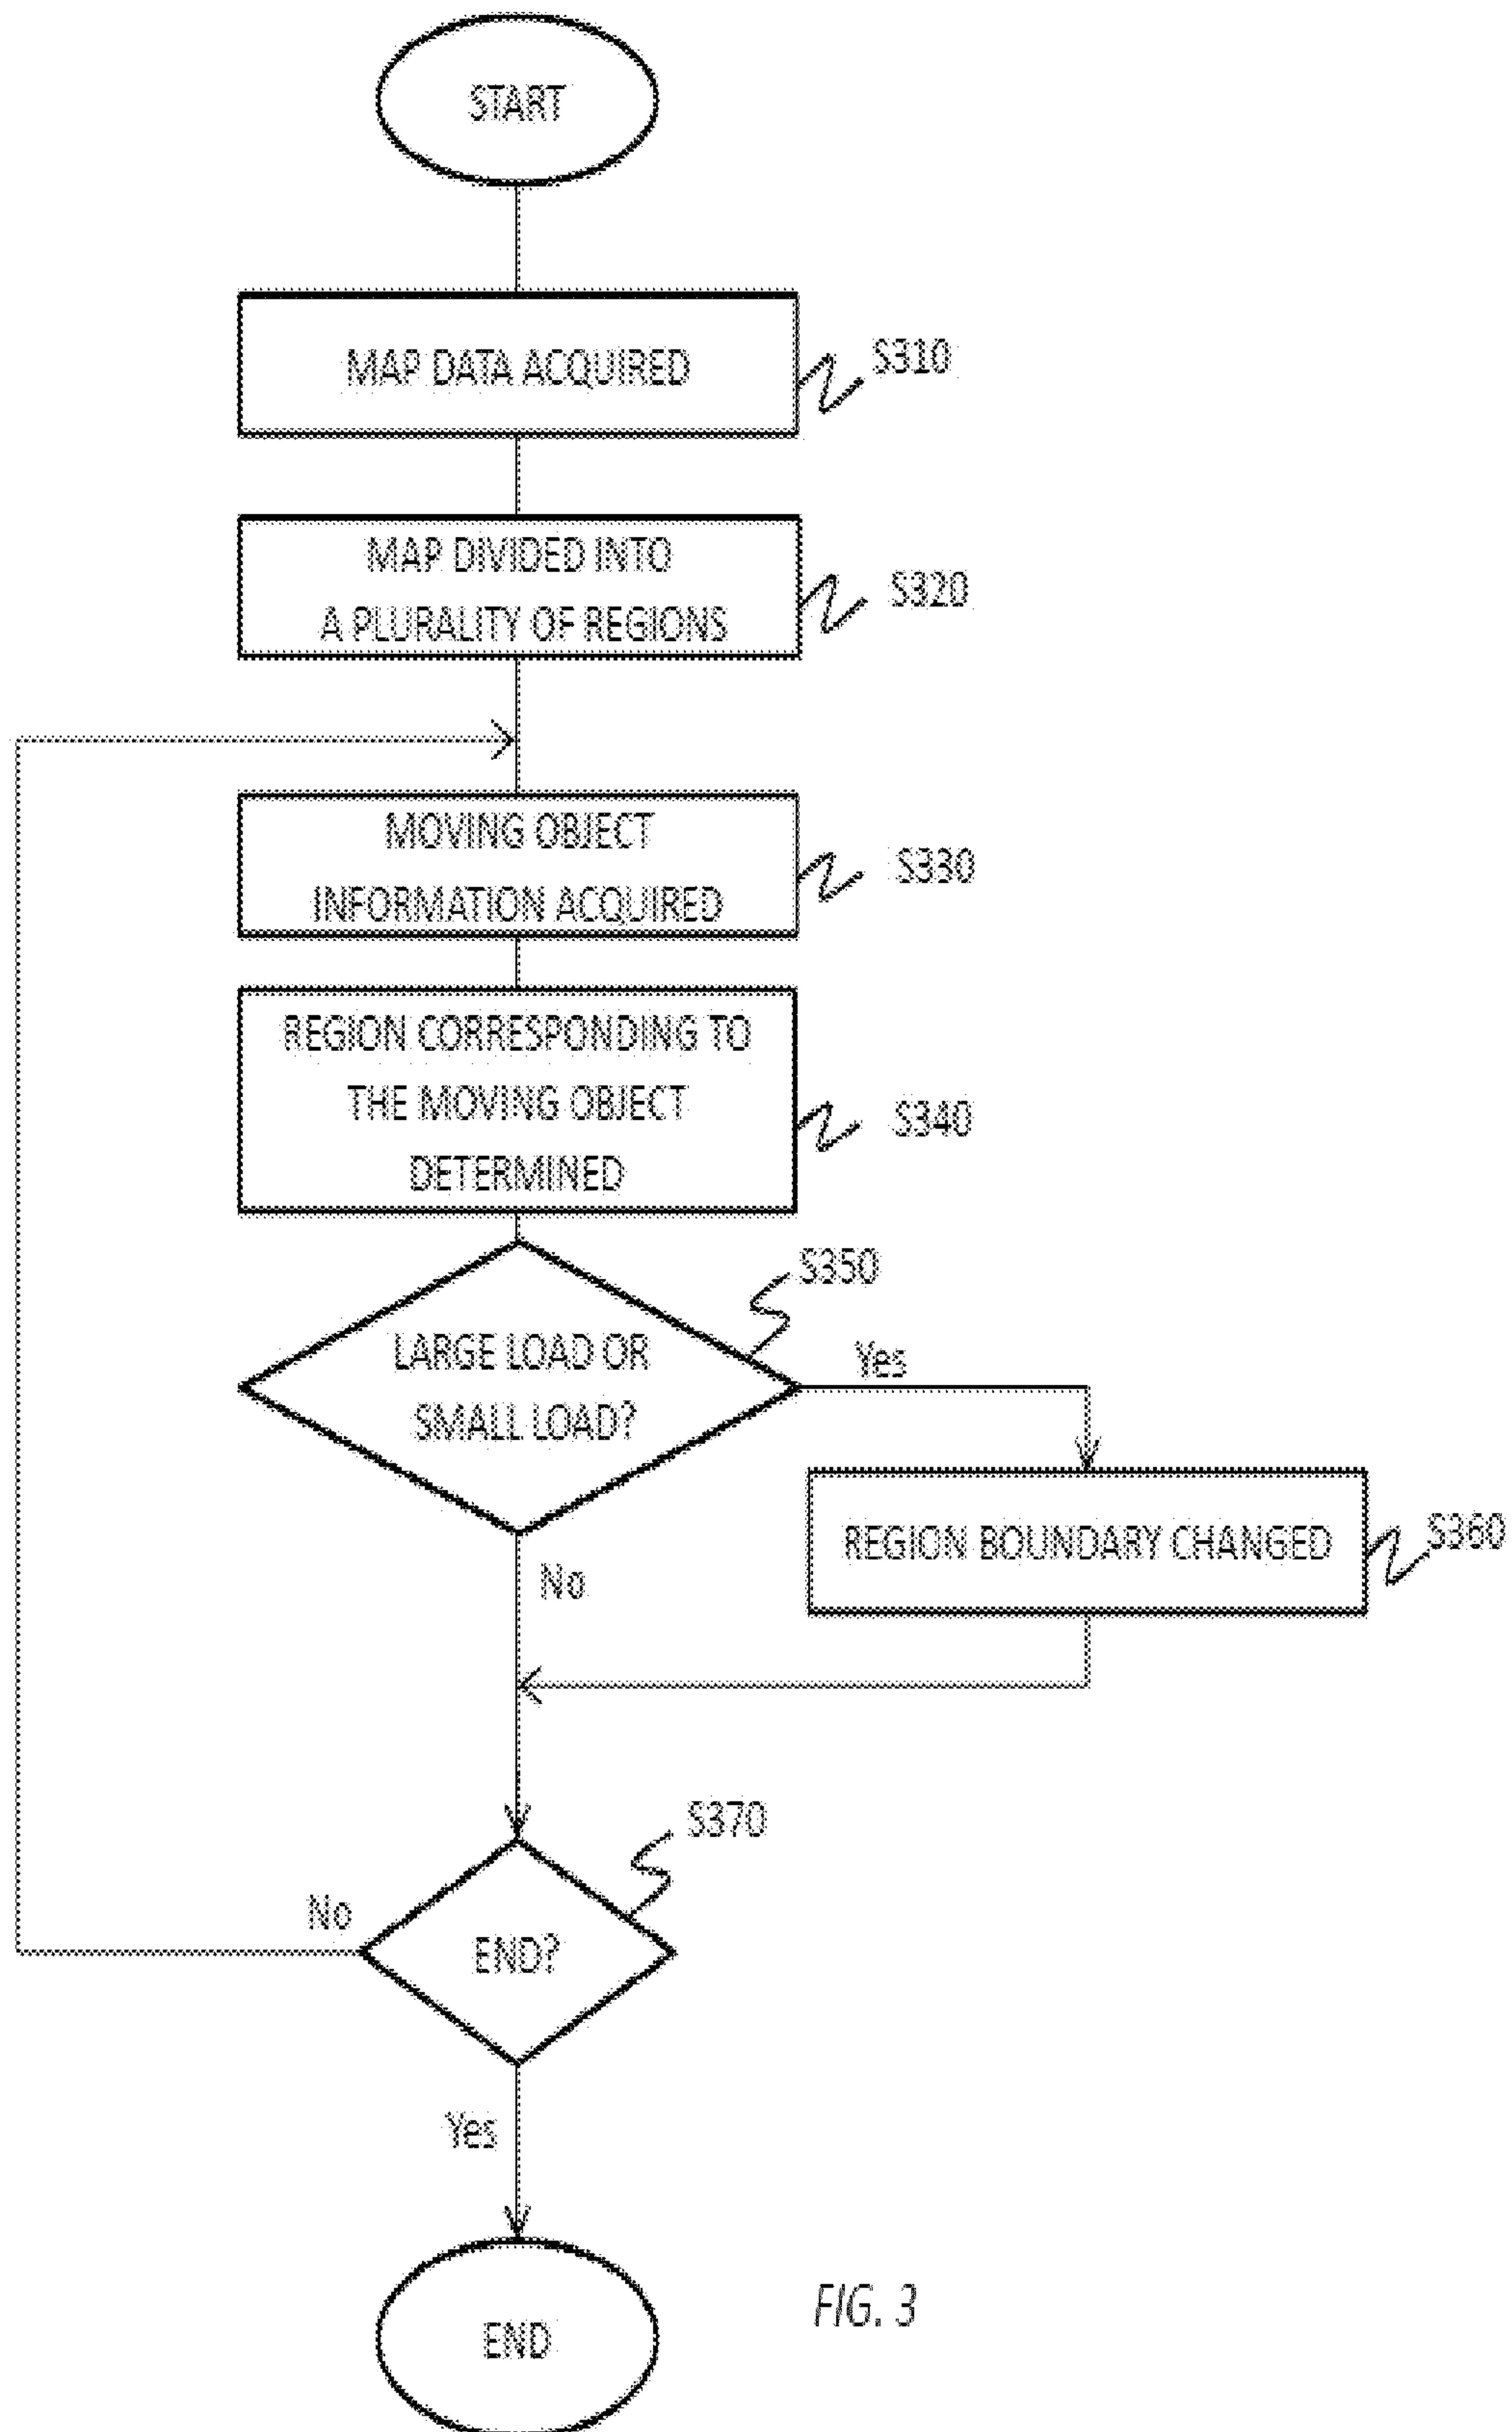 START
MAP DATA ACQUIRED
S310
MAP DIVIDED INTO
A PLURALITY OF REGIONS
S320
MOVING OBJECT
INFORMATION ACQUIRED
S330
REGION CORRESPONDING TO
THE MOVING OBJECT
DETERMINED
S340
S350
LARGE LOAD OR
SMALL LOAD?
Yes
REGION BOUNDARY CHANGED
S360
No
S370
No
END?
Yes
END
FIG. 3